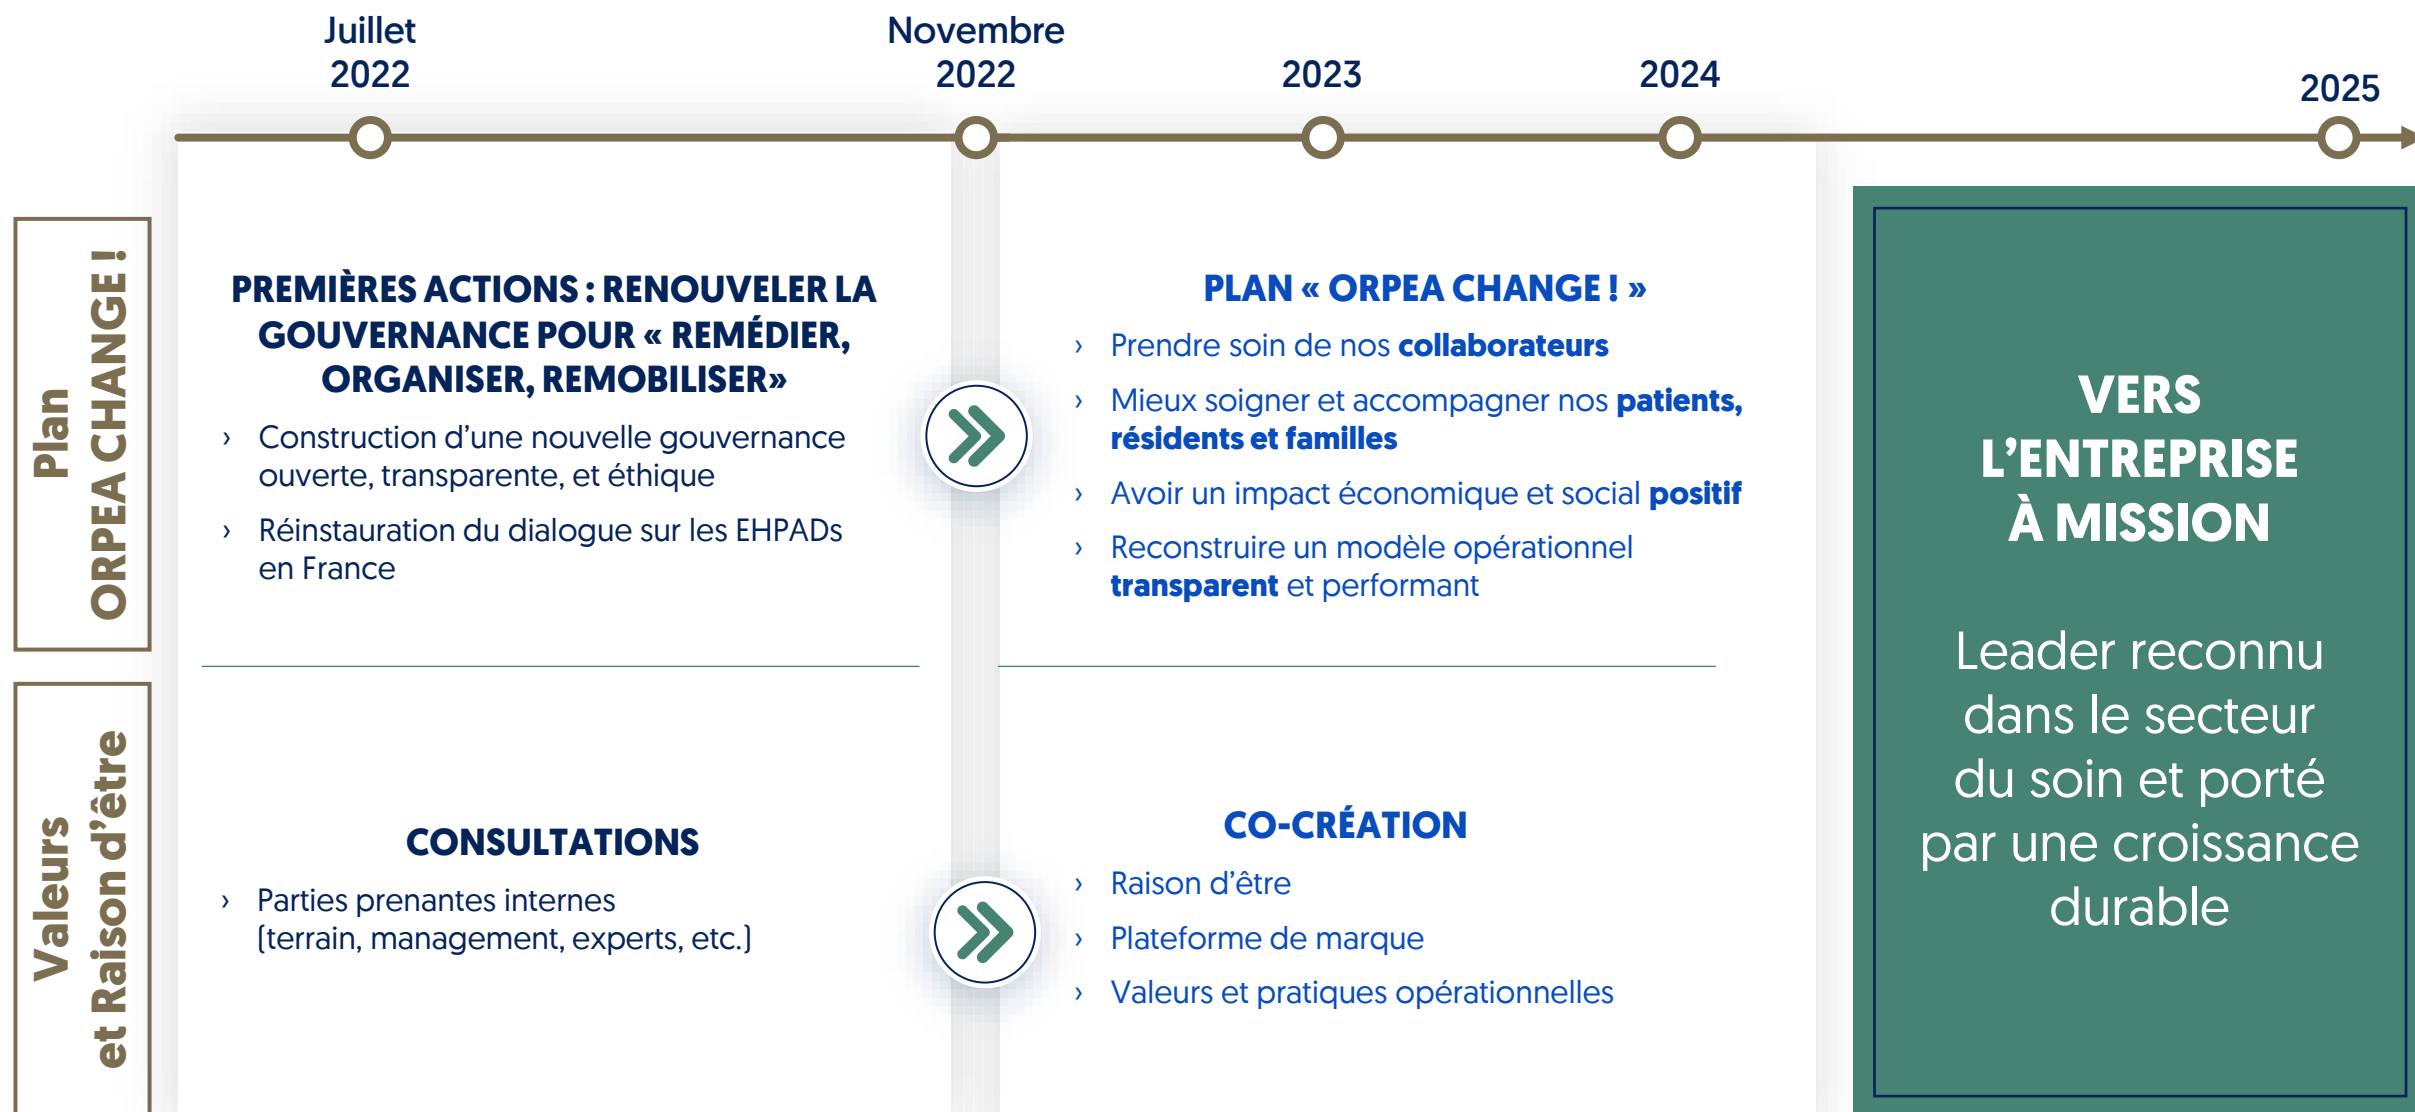 Juillet
2022
Novembre
2022
2023
2024
2025
Plan
ORPEA CHANGE !
PREMIÈRES ACTIONS : RENOUVELER LA
GOUVERNANCE POUR « REMÉDIER,
ORGANISER, REMOBILISER»
› Construction d’une nouvelle gouvernance
ouverte, transparente, et éthique
› Réinstauration du dialogue sur les EHPADs
en France
PLAN « ORPEA CHANGE ! »
› Prendre soin de nos collaborateurs
› Mieux soigner et accompagner nos patients,
résidents et familles
› Avoir un impact économique et social positif
› Reconstruire un modèle opérationnel
transparent et performant
Valeurs
et Raison d’être
CONSULTATIONS
› Parties prenantes internes
(terrain, management, experts, etc.)
CO-CRÉATION
› Raison d’être
› Plateforme de marque
› Valeurs et pratiques opérationnelles
VERS
L’ENTREPRISE
À MISSION
Leader reconnu
dans le secteur
du soin et porté
par une croissance
durable